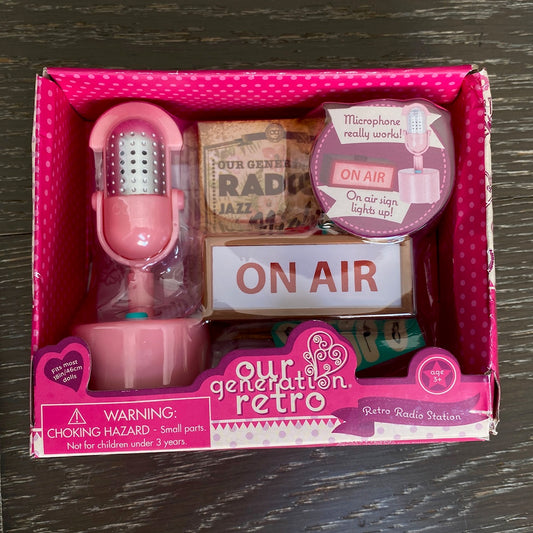 Microphone
really works!
ON AIR
On air sign
lights up!
OUR GENER
RADI
JAZZ
ON AIR
Fits most
18in/46cm
dolls
our
generation
retro
age
3+
Retro Radio Station
WARNING:
CHOKING HAZARD - Small parts.
Not for children under 3 years.